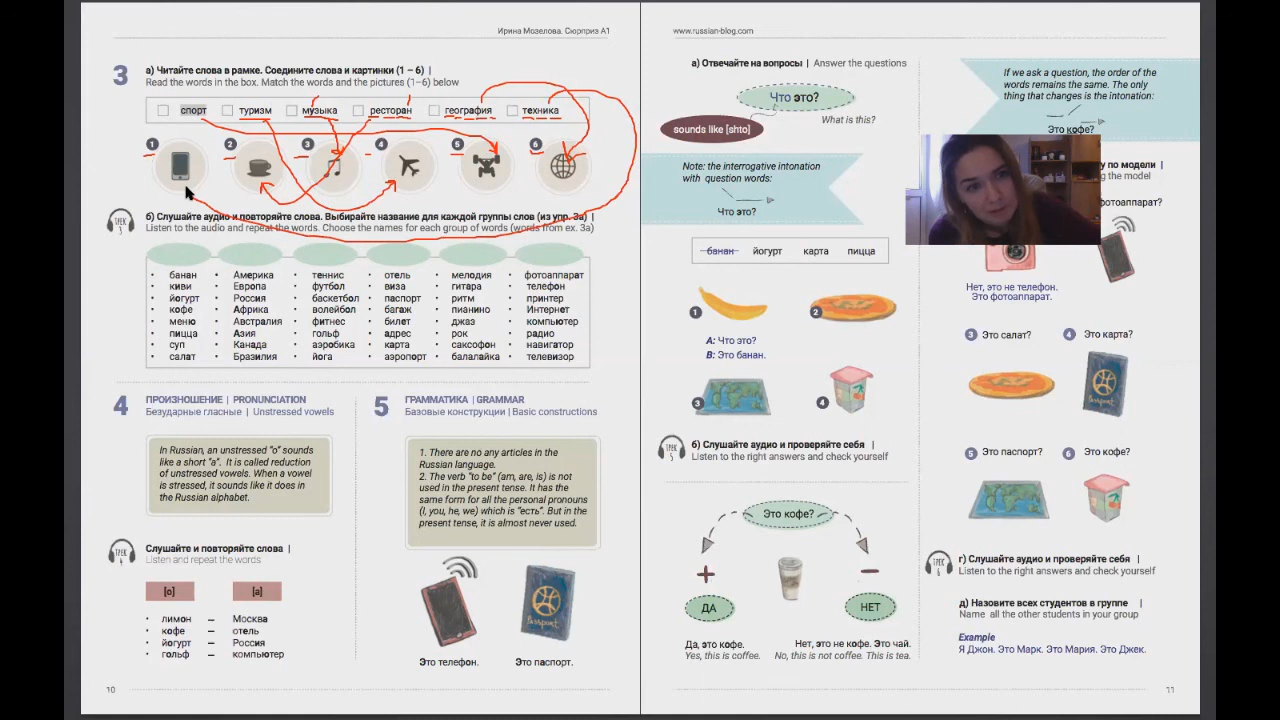 Ирина Мозелова. Сюрприз А1
3
а) Читайте слова в рамке. Соедините слова и картинки (1 – 6) |
Read the words in the box. Match the words and the pictures (1–6) below
спорт туризм музыка ресторан география техника
1 2 3 4 5 6
ТРЕК 3
б) Слушайте аудио и повторяйте слова. Выбирайте название для каждой группы слов (из упр. 3а) |
Listen to the audio and repeat the words. Choose the names for each group of words (words from ex. 3a)
• банан • Америка • теннис • отель • мелодия • фотоаппарат
• киви • Европа • футбол • виза • гитара • телефон
• йогурт • Россия • баскетбол • паспорт • ритм • принтер
• кофе • Африка • волейбол • багаж • пианино • Интернет
• меню • Австралия • фитнес • билет • джаз • компьютер
• пицца • Азия • гольф • адрес • рок • радио
• суп • Канада • аэробика • карта • саксофон • навигатор
• салат • Бразилия • йога • аэропорт • балалайка • телевизор
4 ПРОИЗНОШЕНИЕ | PRONUNCIATION
Безударные гласные | Unstressed vowels
In Russian, an unstressed "o" sounds
like a short "a". It is called reduction
of unstressed vowels. When a vowel
is stressed, it sounds like it does in
the Russian alphabet.
ТРЕК 4
Слушайте и повторяйте слова |
Listen and repeat the words
[о] [а]
• лимон – Москва
• кофе – отель
• йогурт – Россия
• гольф – компьютер
5 ГРАММАТИКА | GRAMMAR
Базовые конструкции | Basic constructions
1. There are no any articles in the
Russian language.
2. The verb "to be" (am, are, is) is not
used in the present tense. It has the
same form for all the personal pronouns
(I, you, he, we) which is "есть". But in the
present tense, it is almost never used.
Passport
Это телефон. Это паспорт.
10
www.russian-blog.com
а) Отвечайте на вопросы | Answer the questions
Что это?
What is this?
sounds like [shto]
Note: the interrogative intonation
with question words:
Что это?
банан йогурт карта пицца
1 2
A: Что это?
B: Это банан.
3 4
ТРЕК 5
б) Слушайте аудио и проверяйте себя |
Listen to the right answers and check yourself
Это кофе?
+ –
ДА НЕТ
Да, это кофе. Нет, это не кофе. Это чай.
Yes, this is coffee. No, this is not coffee. This is tea.
If we ask a question, the order of the
words remains the same. The only
thing that changes is the intonation:
Это кофе?
по модели |
the model
фотоаппарат?
Нет, это не телефон.
Это фотоаппарат.
3 Это салат? 4 Это карта?
Passport
5 Это паспорт? 6 Это кофе?
ТРЕК 6
г) Слушайте аудио и проверяйте себя |
Listen to the right answers and check yourself
д) Назовите всех студентов в группе |
Name all the other students in your group
Example
Я Джон. Это Марк. Это Мария. Это Джек.
11